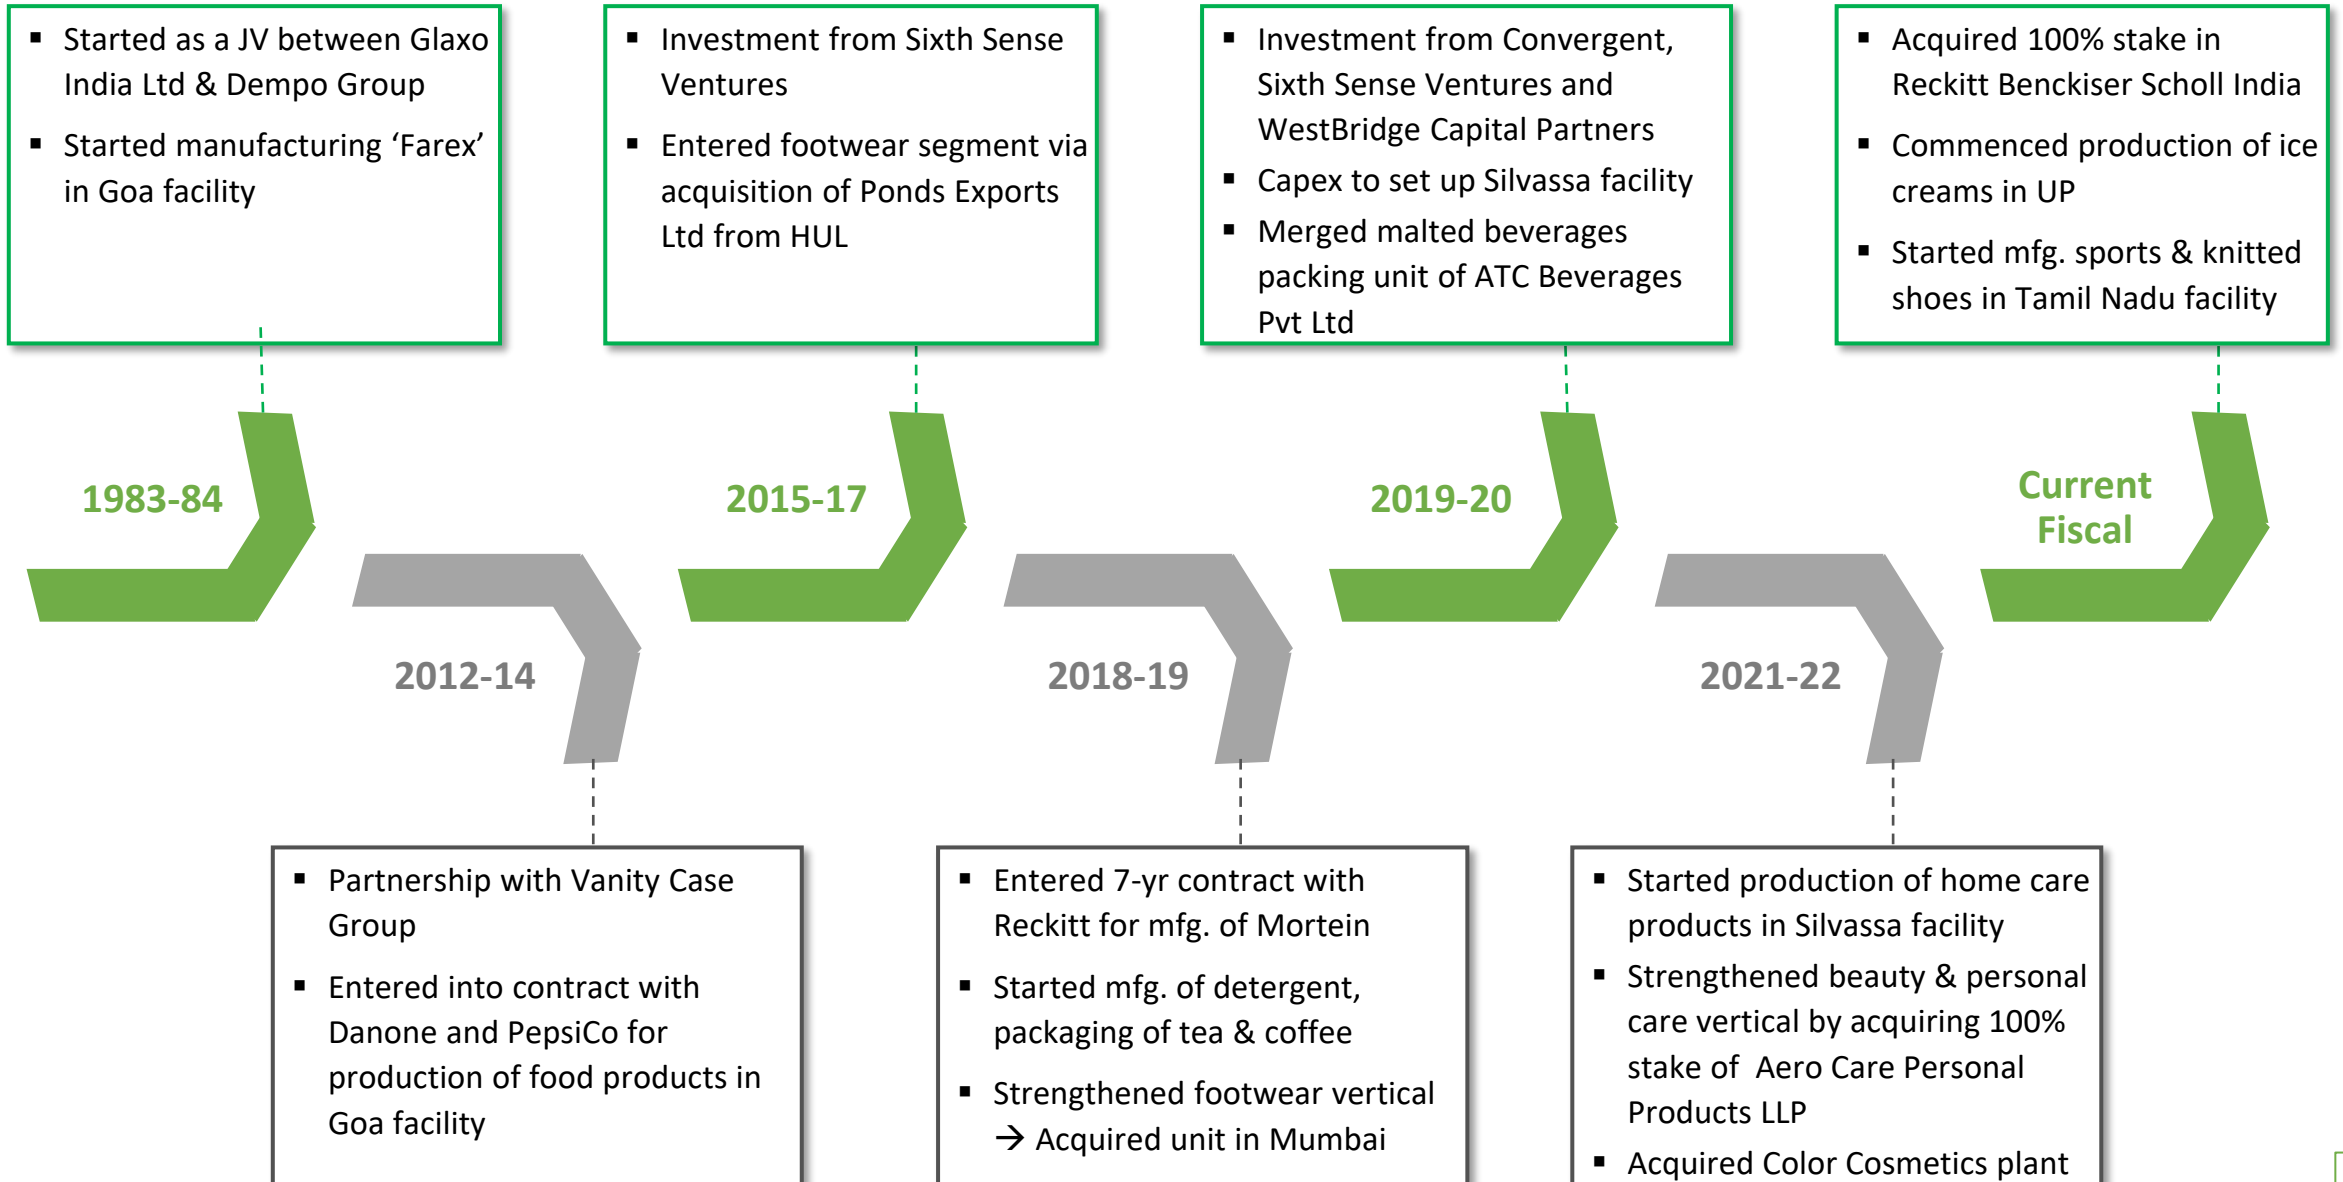 ▪ Started as a JV between Glaxo
India Ltd & Dempo Group
▪ Started manufacturing ‘Farex’
in Goa facility
▪ Investment from Sixth Sense
Ventures
▪ Entered footwear segment via
acquisition of Ponds Exports
Ltd from HUL
▪ Investment from Convergent,
Sixth Sense Ventures and
WestBridge Capital Partners
▪ Capex to set up Silvassa facility
▪ Merged malted beverages
packing unit of ATC Beverages
Pvt Ltd
▪ Acquired 100% stake in
Reckitt Benckiser Scholl India
▪ Commenced production of ice
creams in UP
▪ Started mfg. sports & knitted
shoes in Tamil Nadu facility
1983-84
2015-17
2019-20
Current
Fiscal
2012-14
2018-19
2021-22
▪ Partnership with Vanity Case
Group
▪ Entered into contract with
Danone and PepsiCo for
production of food products in
Goa facility
▪ Entered 7-yr contract with
Reckitt for mfg. of Mortein
▪ Started mfg. of detergent,
packaging of tea & coffee
▪ Strengthened footwear vertical
→ Acquired unit in Mumbai
▪ Started production of home care
products in Silvassa facility
▪ Strengthened beauty & personal
care vertical by acquiring 100%
stake of Aero Care Personal
Products LLP
▪ Acquired Color Cosmetics plant